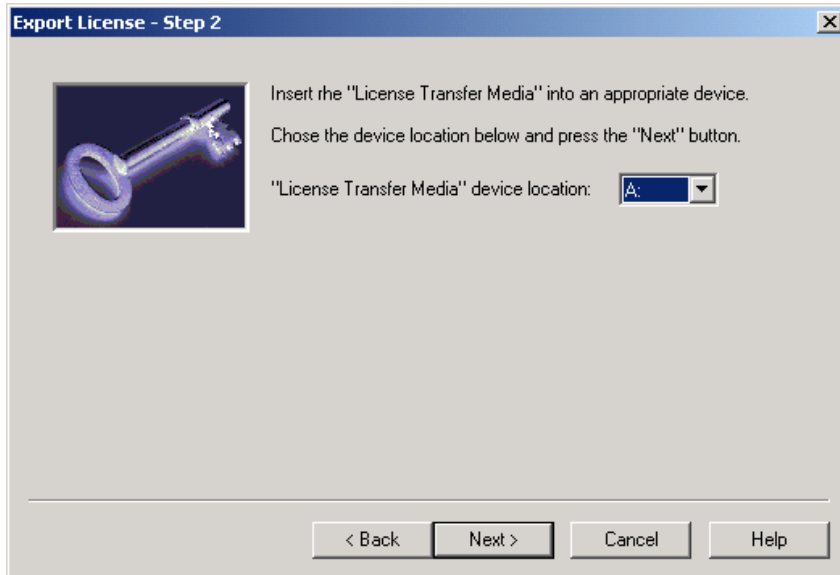 Export License - Step 2
Insert rhe "License Transfer Media" into an appropriate device.
Chose the device location below and press the "Next" button.
"License Transfer Media" device location: A:
< Back Next > Cancel Help